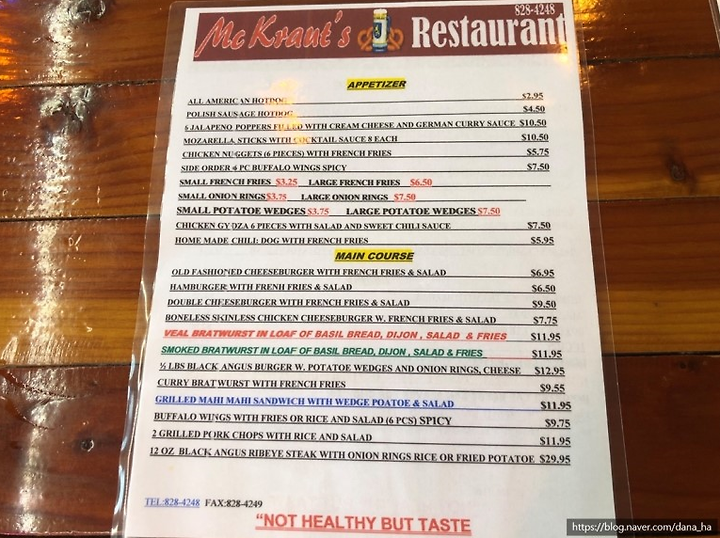 828-4248
Mc Kraut's Restaurant
APPETIZER
ALL AMERICAN HOTDOG $2.95
POLISH SAUSAGE HOTDOG $4.50
6 JALAPENO POPPERS FILLED WITH CREAM CHEESE AND GERMAN CURRY SAUCE $10.50
MOZARELLA STICKS WITH COCKTAIL SAUCE 8 EACH $10.50
CHICKEN NUGGETS (6 PIECES) WITH FRENCH FRIES $5.75
SIDE ORDER 6 PC BUFFALO WINGS SPICY $7.50
SMALL FRENCH FRIES $3.25 LARGE FRENCH FRIES $6.50
SMALL ONION RINGS $3.75 LARGE ONION RINGS $7.50
SMALL POTATOE WEDGES $3.75 LARGE POTATOE WEDGES $7.50
CHICKEN GYOZA 6 PIECES WITH SALAD AND SWEET CHILI SAUCE $7.50
HOME MADE CHILI: DOG WITH FRENCH FRIES $5.95
MAIN COURSE
OLD FASHIONED CHEESEBURGER WITH FRENCH FRIES & SALAD $6.95
HAMBURGER WITH FRENH FRIES & SALAD $6.50
DOUBLE CHEESEBURGER WITH FRENCH FRIES & SALAD $9.50
BONELESS SKINLESS CHICKEN CHEESEBURGER W. FRENCH FRIES & SALAD $7.75
VEAL BRATWURST IN LOAF OF BASIL BREAD, DIJON , SALAD & FRIES $11.95
SMOKED BRATWURST IN LOAF OF BASIL BREAD, DIJON , SALAD & FRIES $11.95
½ LBS BLACK ANGUS BURGER W. POTATOE WEDGES AND ONION RINGS, CHEESE $12.95
CURRY BRATWURST WITH FRENCH FRIES $9.55
GRILLED MAHI MAHI SANDWICH WITH WEDGE POATOE & SALAD $11.95
BUFFALO WINGS WITH FRIES OR RICE AND SALAD (6 PCS) SPICY $9.75
2 GRILLED PORK CHOPS WITH RICE AND SALAD $11.95
12 OZ BLACK ANGUS RIBEYE STEAK WITH ONION RINGS RICE OR FRIED POTATOE $29.95
TEL:828-4248 FAX:828-4249
"NOT HEALTHY BUT TASTE
https://blog.naver.com/dana_ha